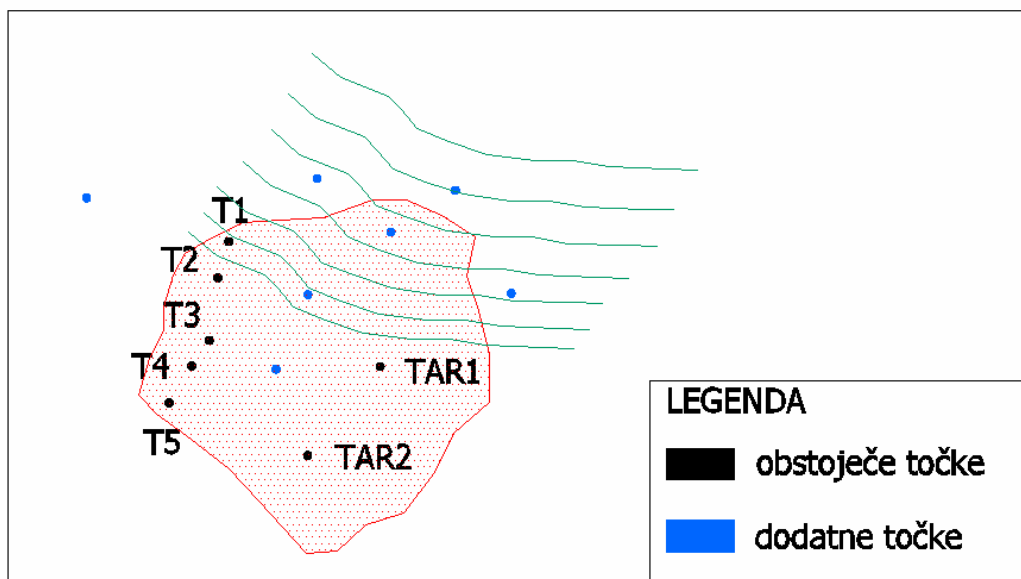 T1
T2
T3
T4
TAR1
T5
TAR2
LEGENDA
obstoječe točke
dodatne točke